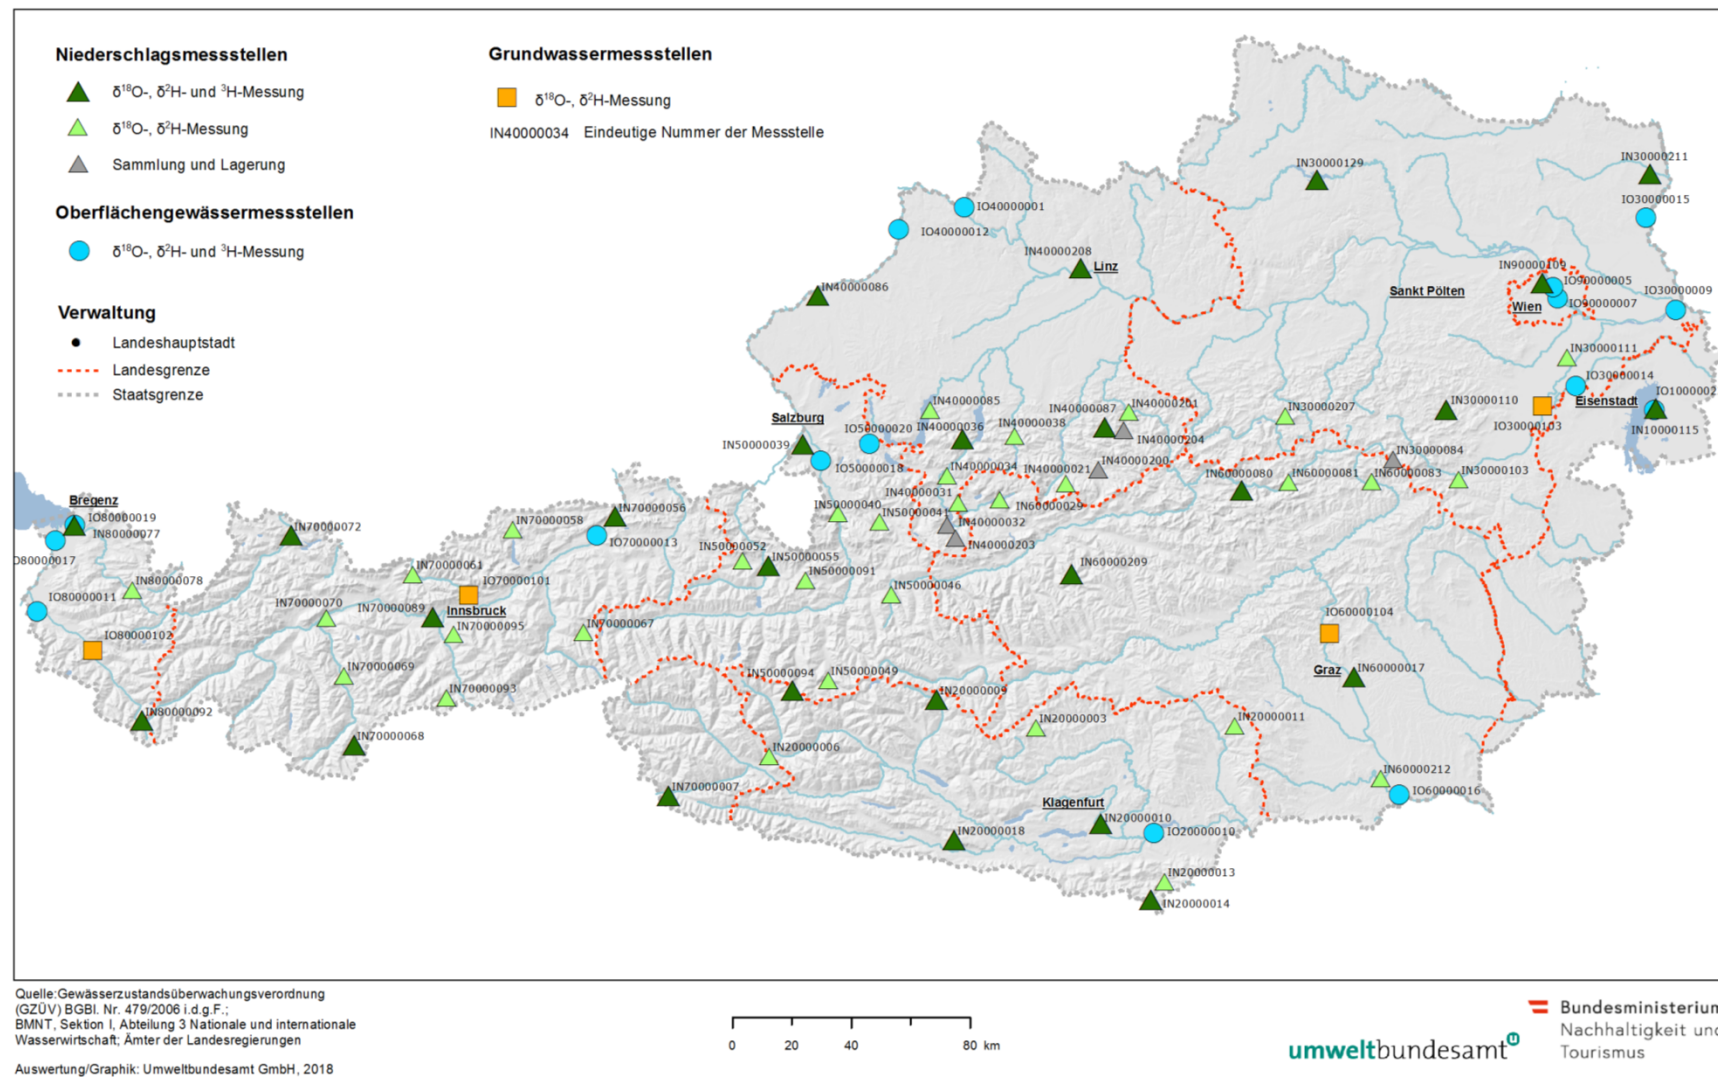 Niederschlagsmessstellen
δ¹⁸O-, δ²H- und ³H-Messung
δ¹⁸O-, δ²H-Messung
Sammlung und Lagerung
Oberflächengewässermessstellen
δ¹⁸O-, δ²H- und ³H-Messung
Verwaltung
Landeshauptstadt
Landesgrenze
Staatsgrenze
Grundwassermessstellen
δ¹⁸O-, δ²H-Messung
IN40000034 Eindeutige Nummer der Messstelle
IN30000129
IN30000211
IO30000015
IO40000001
IO40000012
IN40000208
Linz
IN40000086
Sankt Pölten
IN90000109
IO90000005
IO90000007
Wien
IO30000009
IN30000111
IO30000014
Eisenstadt
IO1000002
IN10000115
IN30000110
IO30000103
IN30000207
IN40000085
IN40000036
IN40000038
IN40000087
IN40000201
IN40000204
IN40000200
IN40000021
IN40000034
IN40000031
IN40000032
IN40000203
IN60000029
Salzburg
IN50000039
IO50000020
IO50000018
IN50000040
IN50000041
IN60000080
IN60000081
IN60000083
IN30000084
IN30000103
Bregenz
IO80000019
IN80000077
O80000017
IN80000078
IO80000011
IO80000102
IN80000092
IN70000072
IN70000058
IN70000056
IO70000013
IN70000061
IO70000101
IN70000070
IN70000089
Innsbruck
IN70000095
IN70000067
IN70000069
IN70000093
IN70000068
IN50000052
IN50000055
IN50000091
IN50000046
IN60000209
IO60000104
Graz
IN60000017
IN50000094
IN50000049
IN20000009
IN20000003
IN20000011
IN20000006
IN70000007
IN60000212
IO60000016
Klagenfurt
IN20000010
IO20000010
IN20000018
IN20000013
IN20000014
Quelle:Gewässerzustandsüberwachungsverordnung
(GZÜV) BGBl. Nr. 479/2006 i.d.g.F.;
BMNT, Sektion I, Abteilung 3 Nationale und internationale
Wasserwirtschaft; Ämter der Landesregierungen
Auswertung/Graphik: Umweltbundesamt GmbH, 2018
0 20 40 80 km
umweltbundesamt
u
Bundesministerium
Nachhaltigkeit und
Tourismus